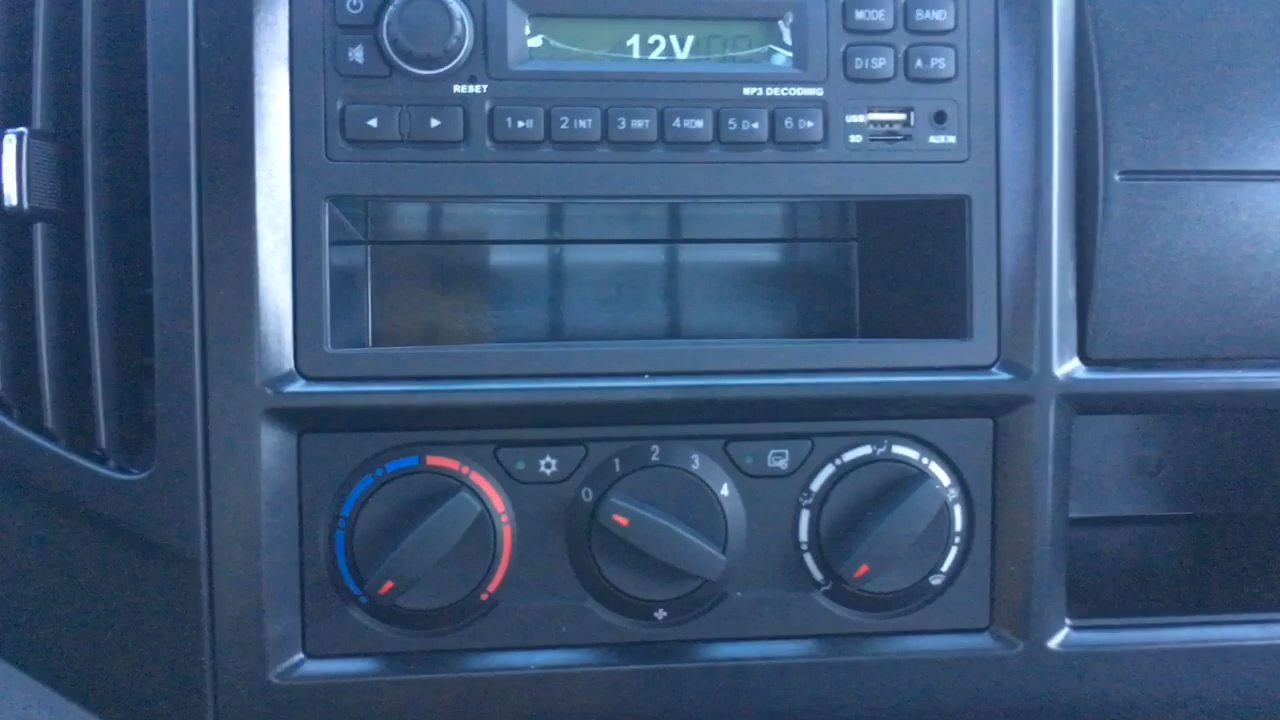 MODE BAND
12V
DISP A.PS
RESET MP3 DECODING
1 2 INT 3 RPT 4 RDM 5 D 6 D
USB
SD AUX IN
0 1 2 3 4